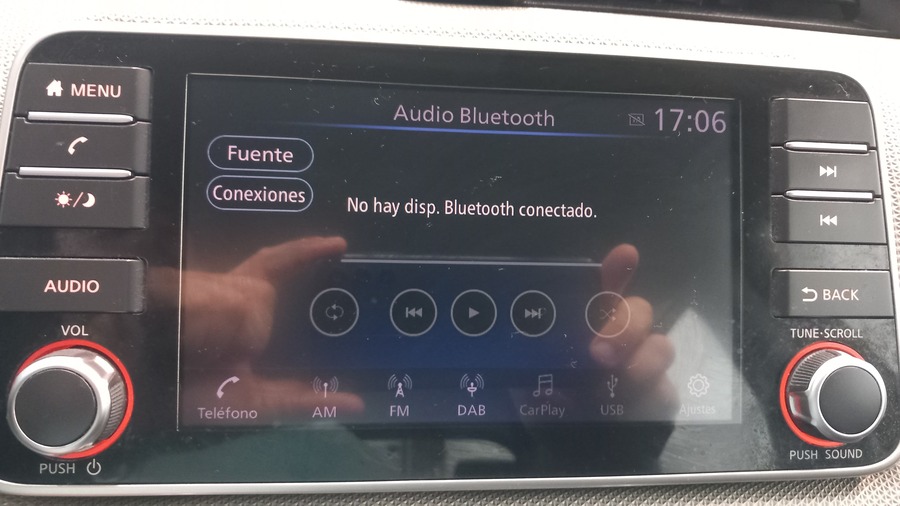 MENU
AUDIO
VOL
PUSH
Audio Bluetooth
17:06
Fuente
Conexiones
No hay disp. Bluetooth conectado.
Teléfono
AM
FM
DAB
CarPlay
USB
Ajustes
BACK
TUNE·SCROLL
PUSH SOUND